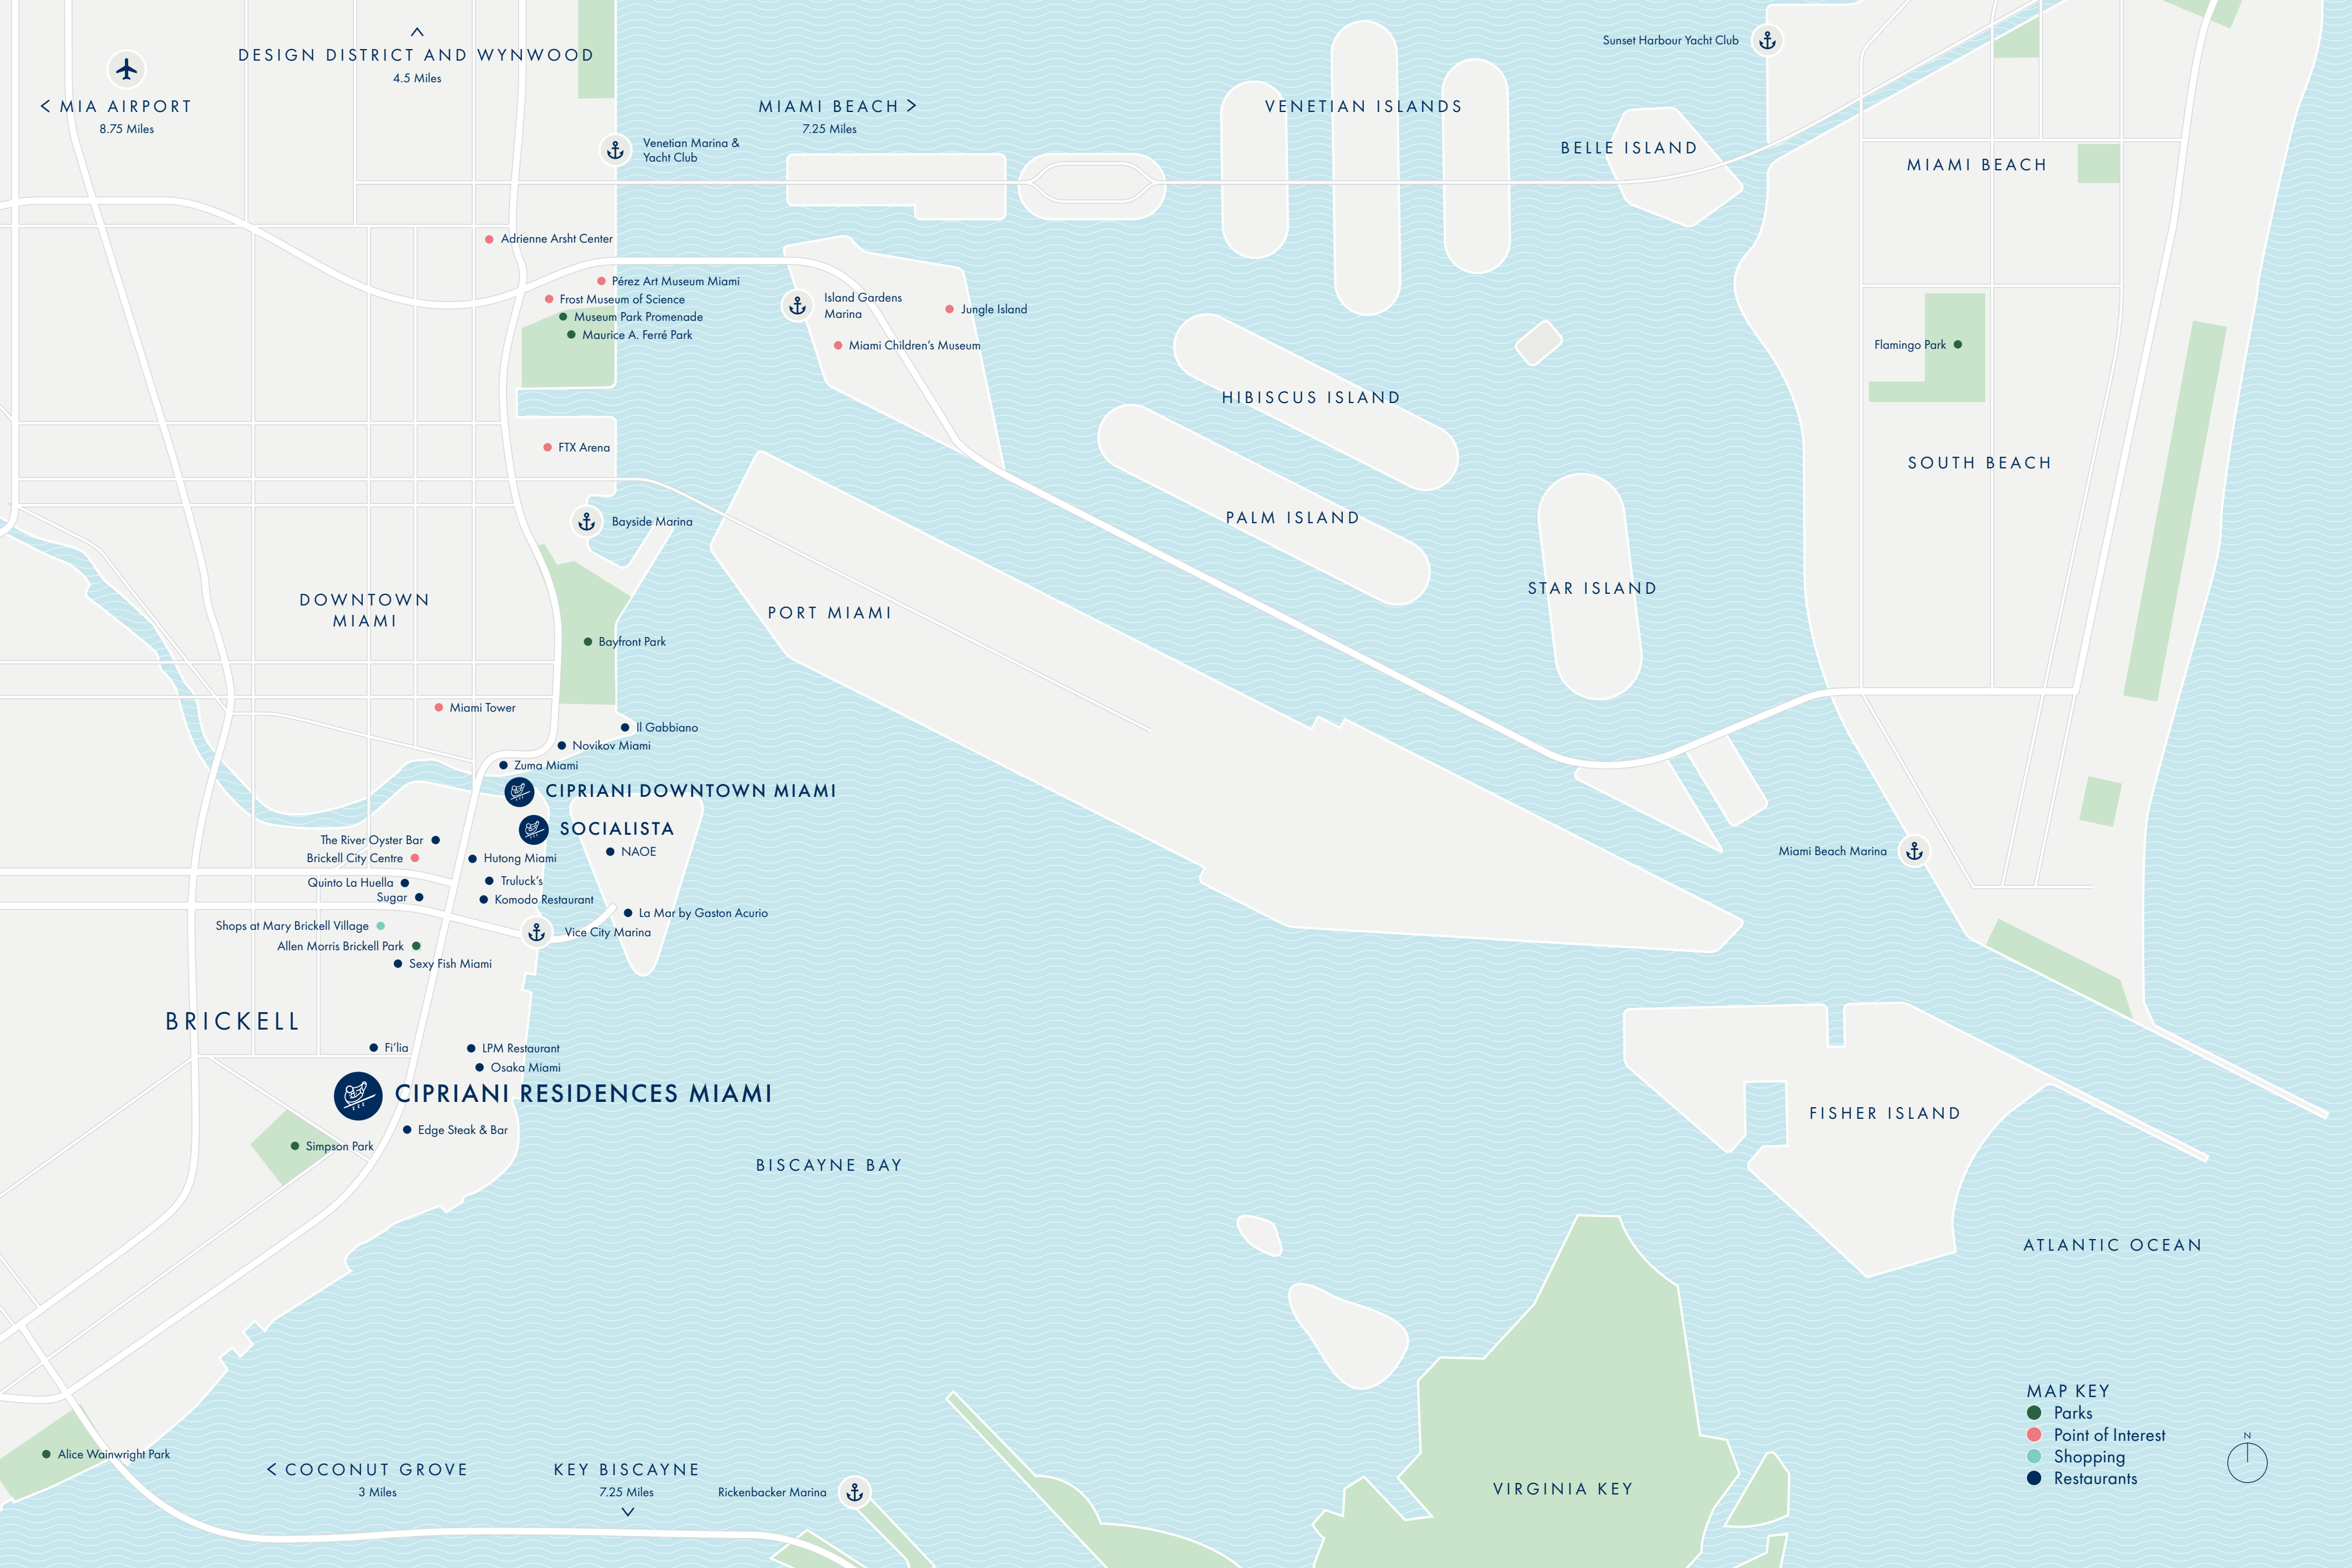 DESIGN DISTRICT AND WYNWOOD
4.5 Miles
< MIA AIRPORT
8.75 Miles
MIAMI BEACH >
7.25 Miles
Venetian Marina &
Yacht Club
VENETIAN ISLANDS
Sunset Harbour Yacht Club
BELLE ISLAND
MIAMI BEACH
Adrienne Arsht Center
Pérez Art Museum Miami
Frost Museum of Science
Museum Park Promenade
Maurice A. Ferré Park
Island Gardens
Marina
Jungle Island
Miami Children's Museum
Flamingo Park
HIBISCUS ISLAND
FTX Arena
SOUTH BEACH
Bayside Marina
PALM ISLAND
STAR ISLAND
DOWNTOWN
MIAMI
PORT MIAMI
Bayfront Park
Miami Tower
Il Gabbiano
Novikov Miami
Zuma Miami
CIPRIANI DOWNTOWN MIAMI
SOCIALISTA
The River Oyster Bar
NAOE
Miami Beach Marina
Brickell City Centre
Hutong Miami
Quinto La Huella
Truluck's
Sugar
Komodo Restaurant
La Mar by Gaston Acurio
Shops at Mary Brickell Village
Vice City Marina
Allen Morris Brickell Park
Sexy Fish Miami
BRICKELL
Fi'lia
LPM Restaurant
Osaka Miami
CIPRIANI RESIDENCES MIAMI
FISHER ISLAND
Edge Steak & Bar
Simpson Park
BISCAYNE BAY
ATLANTIC OCEAN
MAP KEY
Parks
Point of Interest
Shopping
Restaurants
N
Alice Wainwright Park
< COCONUT GROVE
3 Miles
KEY BISCAYNE
7.25 Miles
Rickenbacker Marina
VIRGINIA KEY